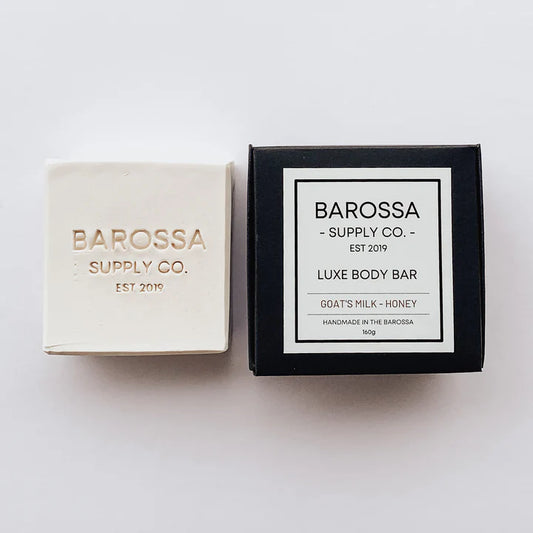 BAROSSA
SUPPLY CO.
EST 2019
BAROSSA
- SUPPLY CO. -
EST 2019
LUXE BODY BAR
GOAT'S MILK - HONEY
HANDMADE IN THE BAROSSA
160g